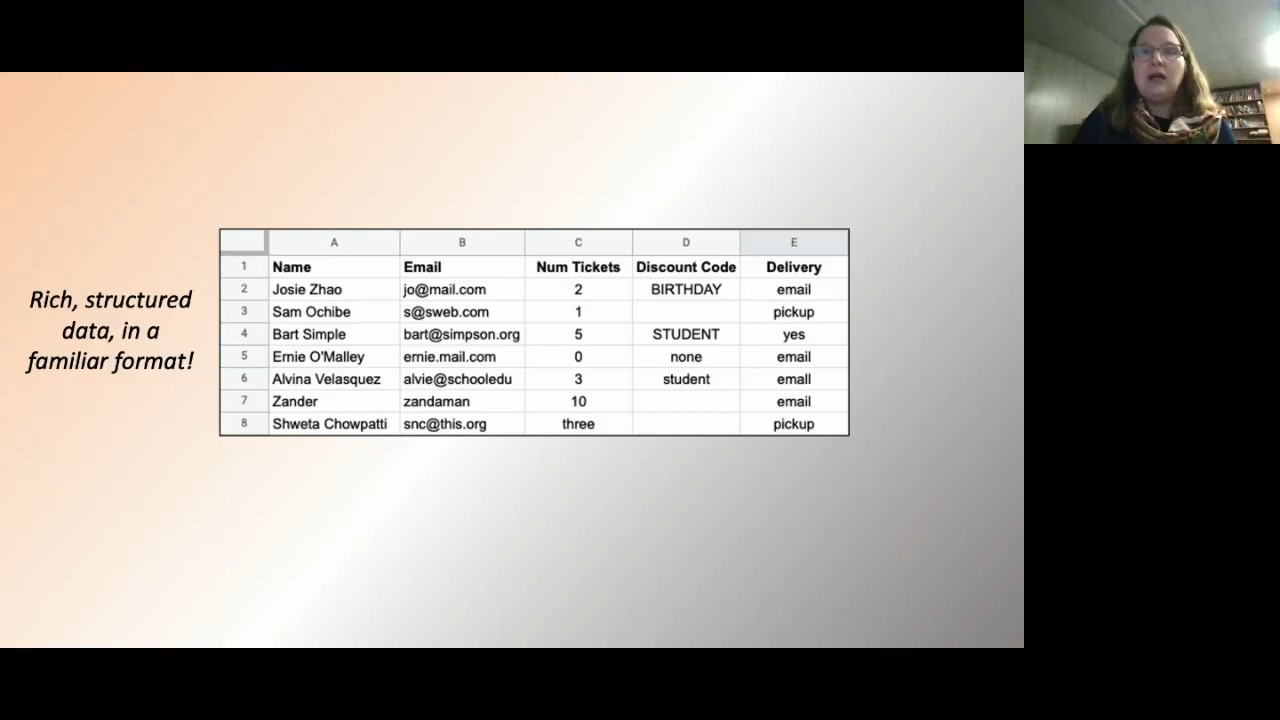 Rich, structured
data, in a
familiar format!
A B C D E
1 Name Email Num Tickets Discount Code Delivery
2 Josie Zhao jo@mail.com 2 BIRTHDAY email
3 Sam Ochibe s@sweb.com 1 pickup
4 Bart Simple bart@simpson.org 5 STUDENT yes
5 Ernie O'Malley ernie.mail.com 0 none email
6 Alvina Velasquez alvie@schooledu 3 student emall
7 Zander zandaman 10 email
8 Shweta Chowpatti snc@this.org three pickup